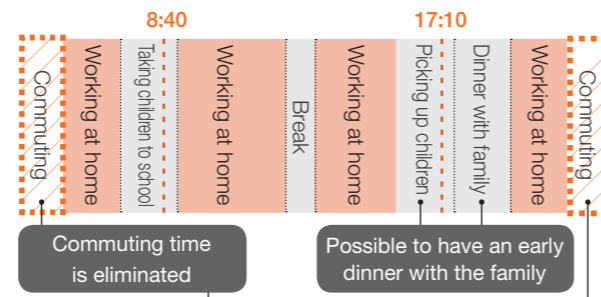 8:40
17:10
Commuting
Working at home
Taking children to school
Working at home
Break
Working at home
Picking up children
Dinner with family
Working at home
Commuting
Commuting time
is eliminated
Possible to have an early
dinner with the family